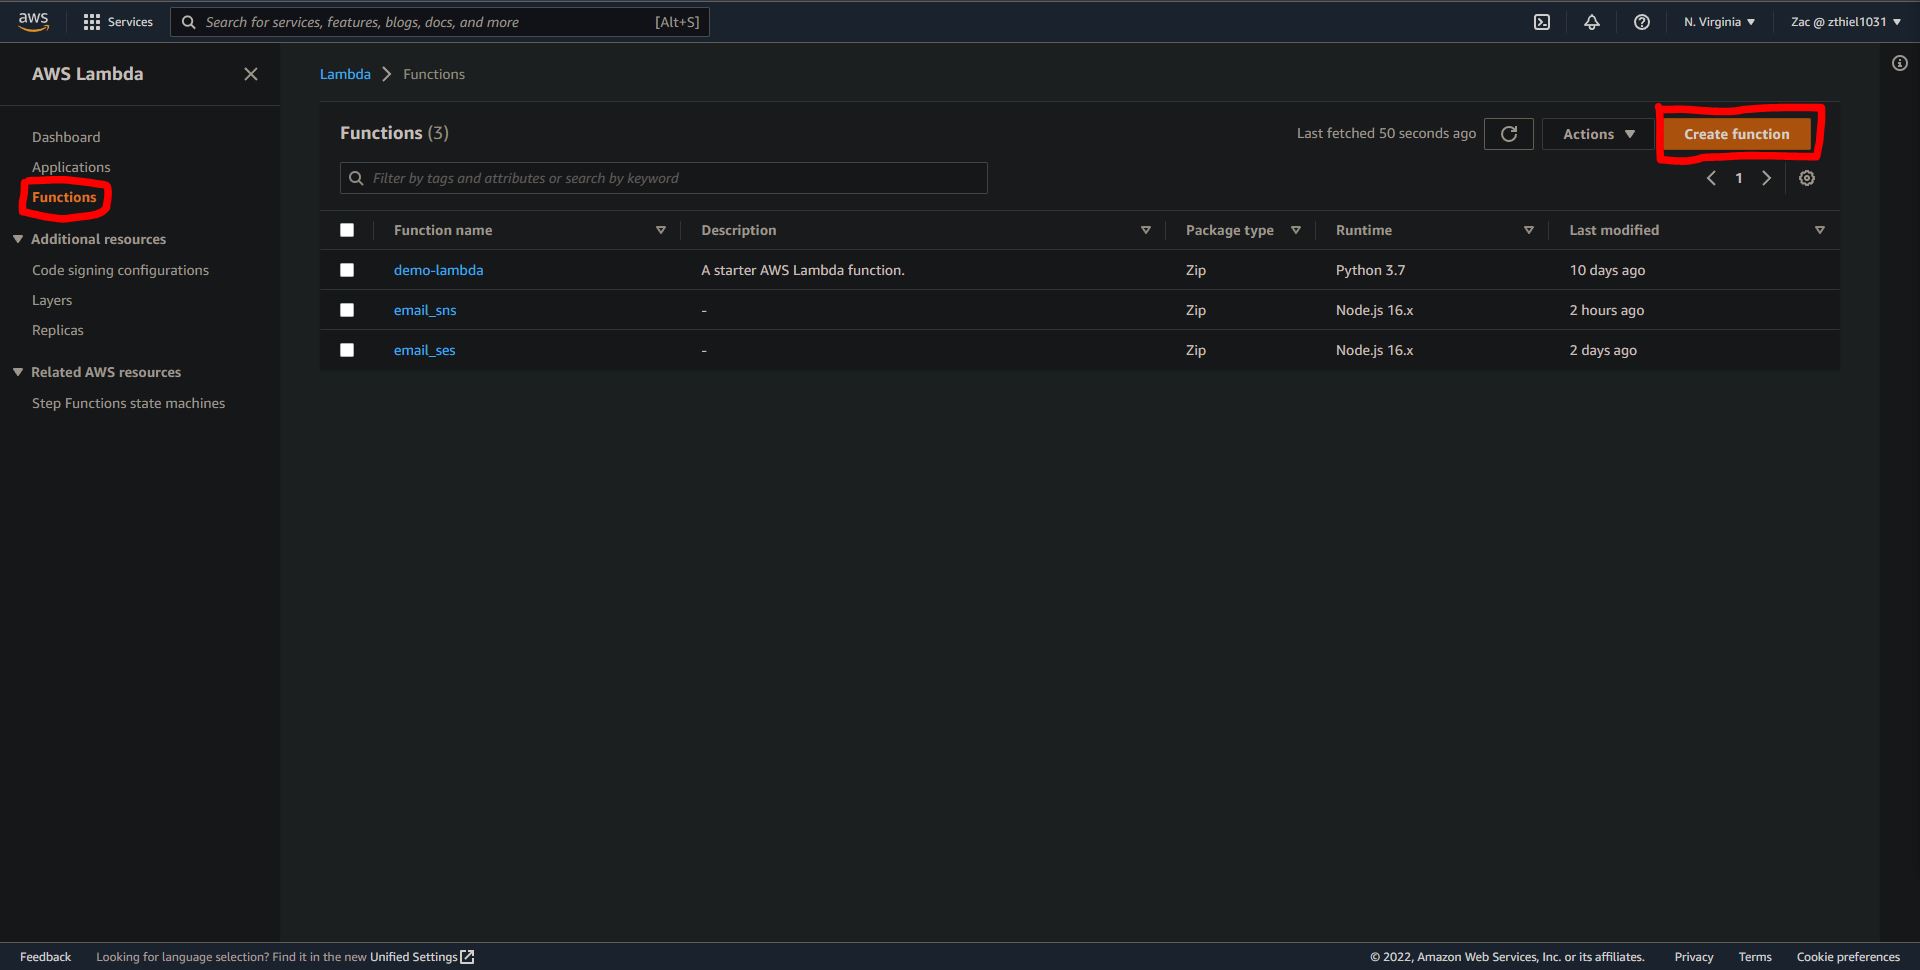 aws Services Search for services, features, blogs, docs, and more [Alt+S] N. Virginia Zac @ zthiel1031
AWS Lambda
Dashboard
Applications
Functions
Additional resources
Code signing configurations
Layers
Replicas
Related AWS resources
Step Functions state machines
Lambda Functions
Functions (3) Last fetched 50 seconds ago Actions Create function
Filter by tags and attributes or search by keyword 1
Function name Description Package type Runtime Last modified
demo-lambda A starter AWS Lambda function. Zip Python 3.7 10 days ago
email_sns - Zip Node.js 16.x 2 hours ago
email_ses - Zip Node.js 16.x 2 days ago
Feedback Looking for language selection? Find it in the new Unified Settings © 2022, Amazon Web Services, Inc. or its affiliates. Privacy Terms Cookie preferences